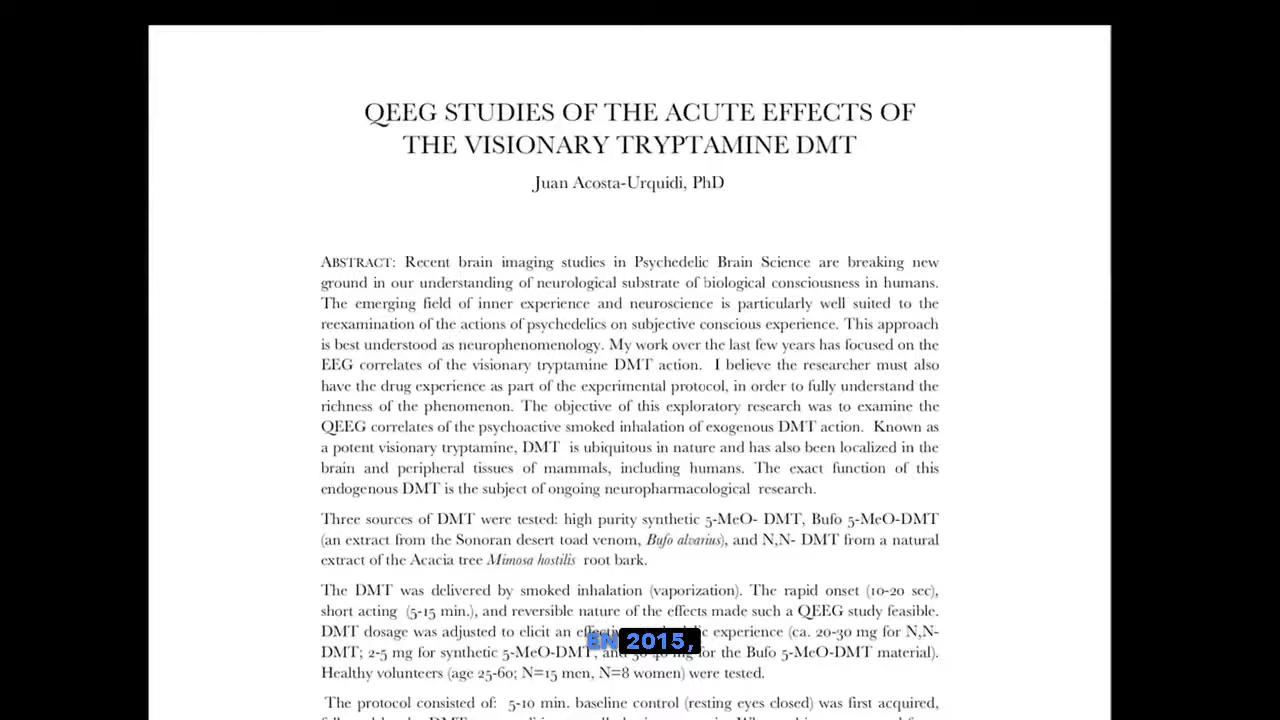 QEEG STUDIES OF THE ACUTE EFFECTS OF
THE VISIONARY TRYPTAMINE DMT
Juan Acosta-Urquidi, PhD
ABSTRACT: Recent brain imaging studies in Psychedelic Brain Science are breaking new
ground in our understanding of neurological substrate of biological consciousness in humans.
The emerging field of inner experience and neuroscience is particularly well suited to the
reexamination of the actions of psychedelics on subjective conscious experience. This approach
is best understood as neurophenomenology. My work over the last few years has focused on the
EEG correlates of the visionary tryptamine DMT action. I believe the researcher must also
have the drug experience as part of the experimental protocol, in order to fully understand the
richness of the phenomenon. The objective of this exploratory research was to examine the
QEEG correlates of the psychoactive smoked inhalation of exogenous DMT action. Known as
a potent visionary tryptamine, DMT is ubiquitous in nature and has also been localized in the
brain and peripheral tissues of mammals, including humans. The exact function of this
endogenous DMT is the subject of ongoing neuropharmacological research.
Three sources of DMT were tested: high purity synthetic 5-MeO- DMT, Bufo 5-MeO-DMT
(an extract from the Sonoran desert toad venom, Bufo alvarius), and N,N- DMT from a natural
extract of the Acacia tree Mimosa hostilis root bark.
The DMT was delivered by smoked inhalation (vaporization). The rapid onset (10-20 sec),
short acting (5-15 min.), and reversible nature of the effects made such a QEEG study feasible.
DMT dosage was adjusted to elicit an experience (ca. 20-30 mg for N,N-
EN 2015,
DMT; 2-5 mg for synthetic 5-MeO-DMT, and for the Bufo 5-MeO-DMT material).
Healthy volunteers (age 25-60; N=15 men, N=8 women) were tested.
The protocol consisted of: 5-10 min. baseline control (resting eyes closed) was first acquired,